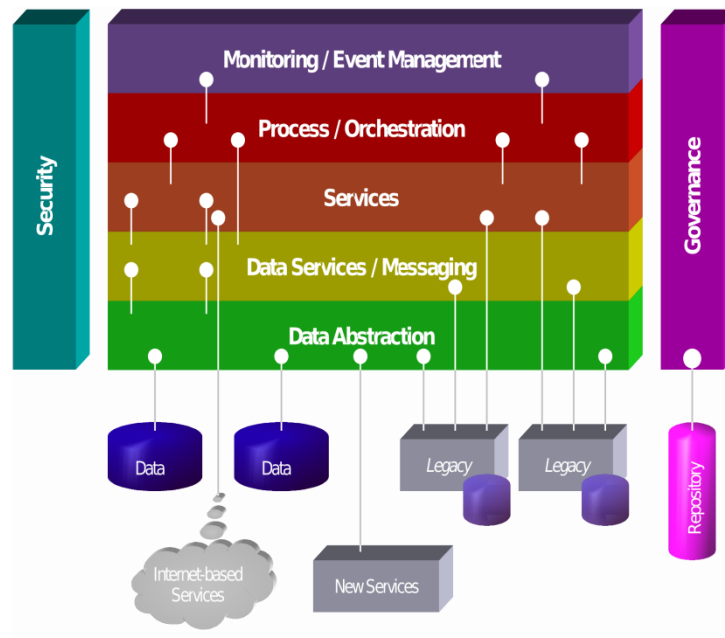 Security
Monitoring / Event Management
Process / Orchestration
Services
Data Services / Messaging
Data Abstraction
Governance
Data
Data
Legacy
Legacy
Repository
Internet-based
Services
New Services